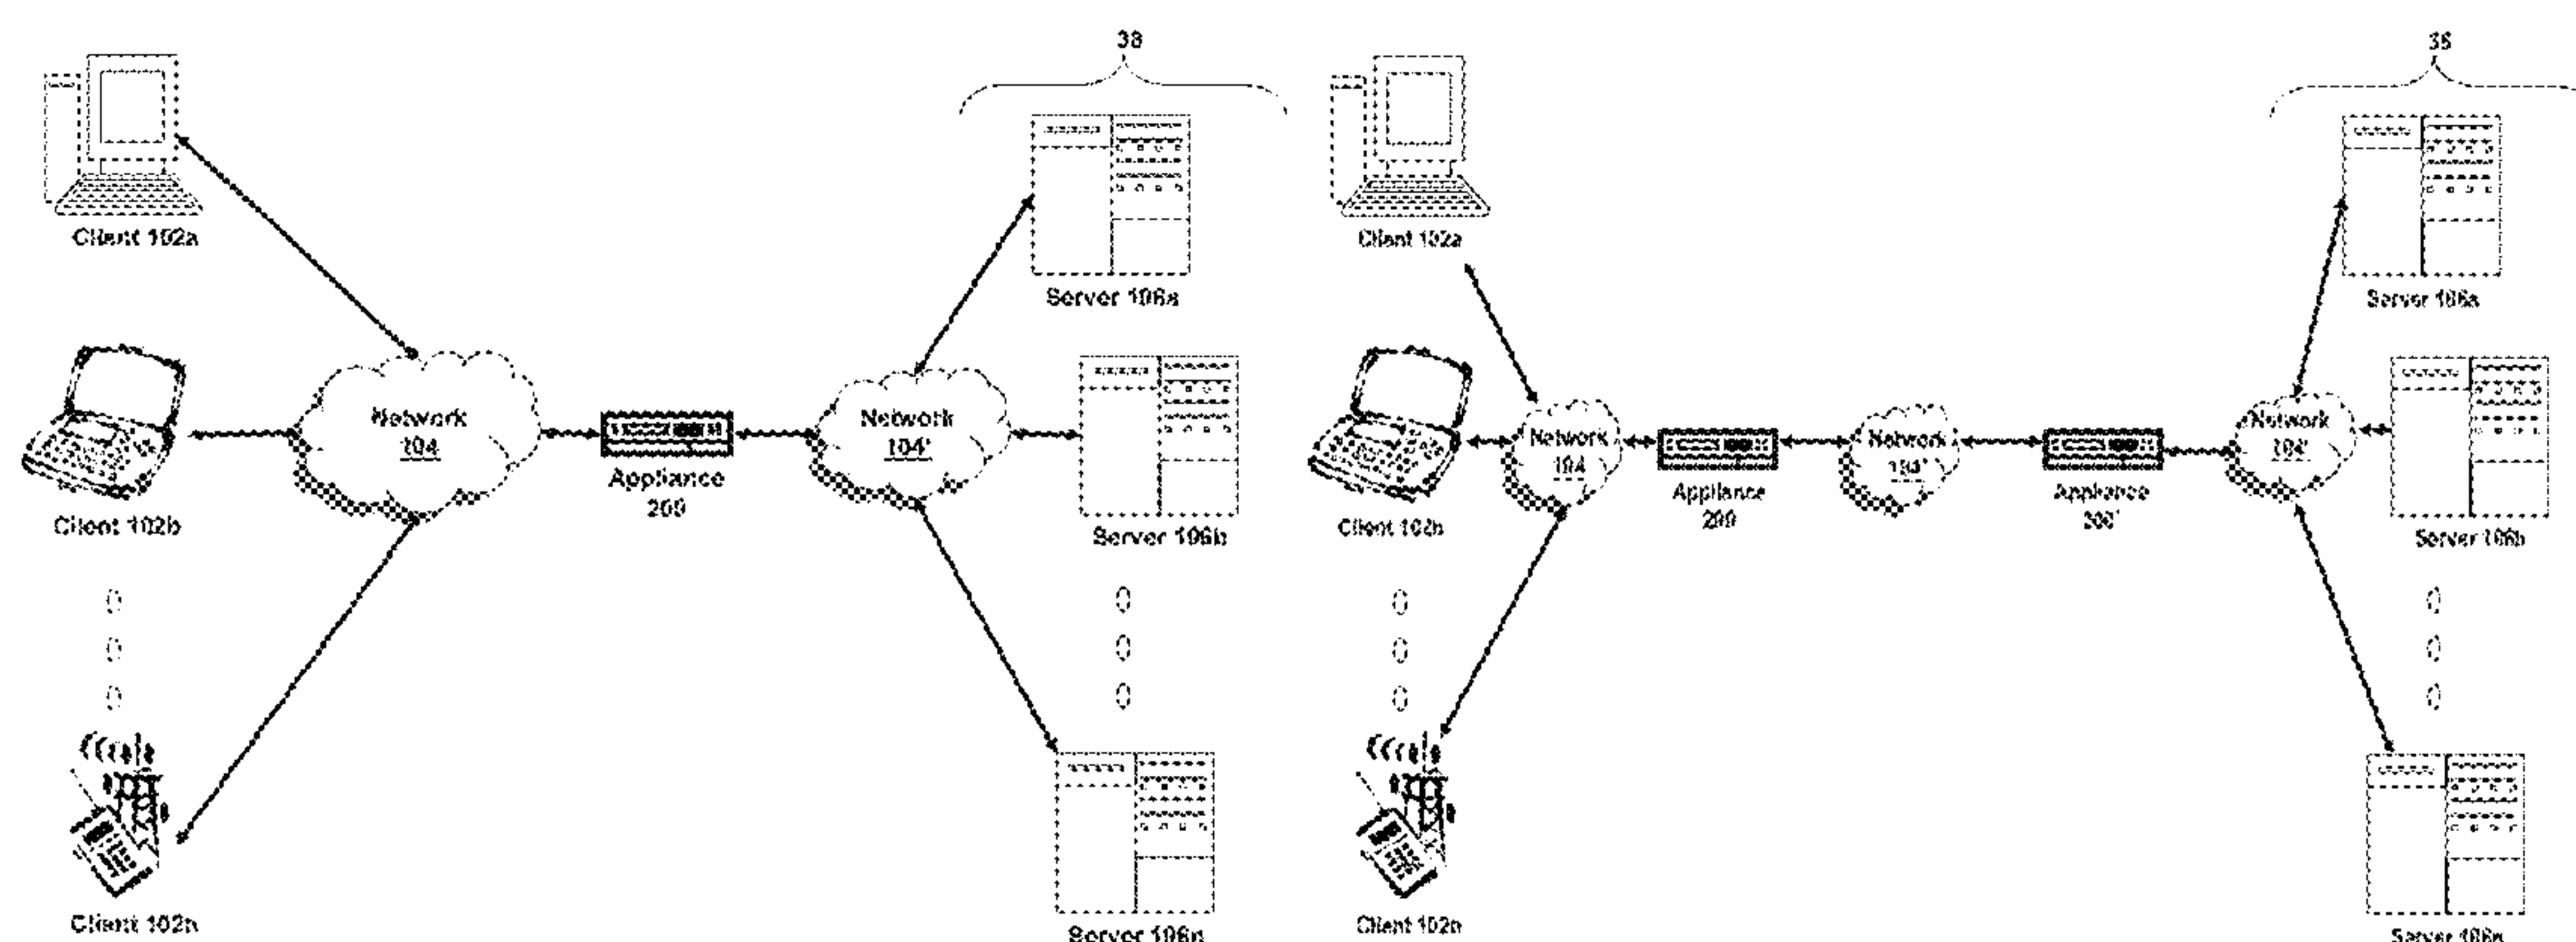 38
Client 102a
Server 106a
Network
104
Appliance
200
Network
104'
Client 102b
Server 106b
Client 102n
Server 106n
38
Client 102a
Server 106a
Network
104
Appliance
200
Network
104'
Appliance
200'
Network
Client 102b
Server 106b
Client 102n
Server 106n